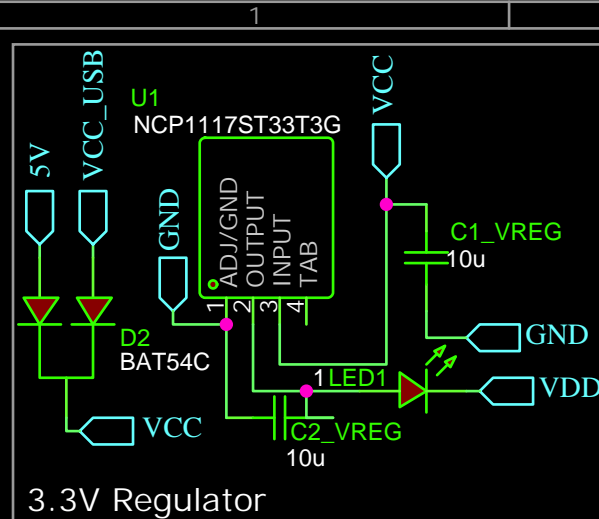 1
U1
NCP1117ST33T3G
5V
VCC_USB
GND
VCC
ADJ/GND
OUTPUT
INPUT
TAB
1
2
3
4
C1_VREG
10u
GND
D2
BAT54C
1
LED1
VDD
VCC
C2_VREG
10u
3.3V Regulator